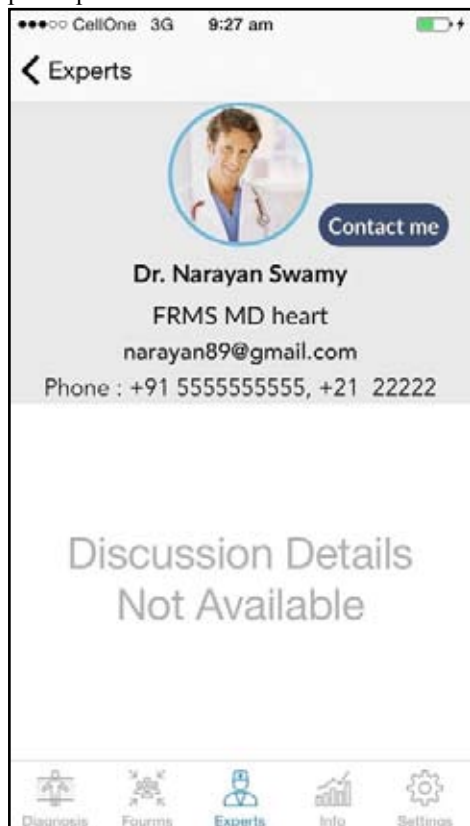 CellOne 3G 9:27 am
Experts
Contact me
Dr. Narayan Swamy
FRMS MD heart
narayan89@gmail.com
Phone : +91 5555555555, +21 22222
Discussion Details
Not Available
Diagnosis Fourms Experts Info Settings